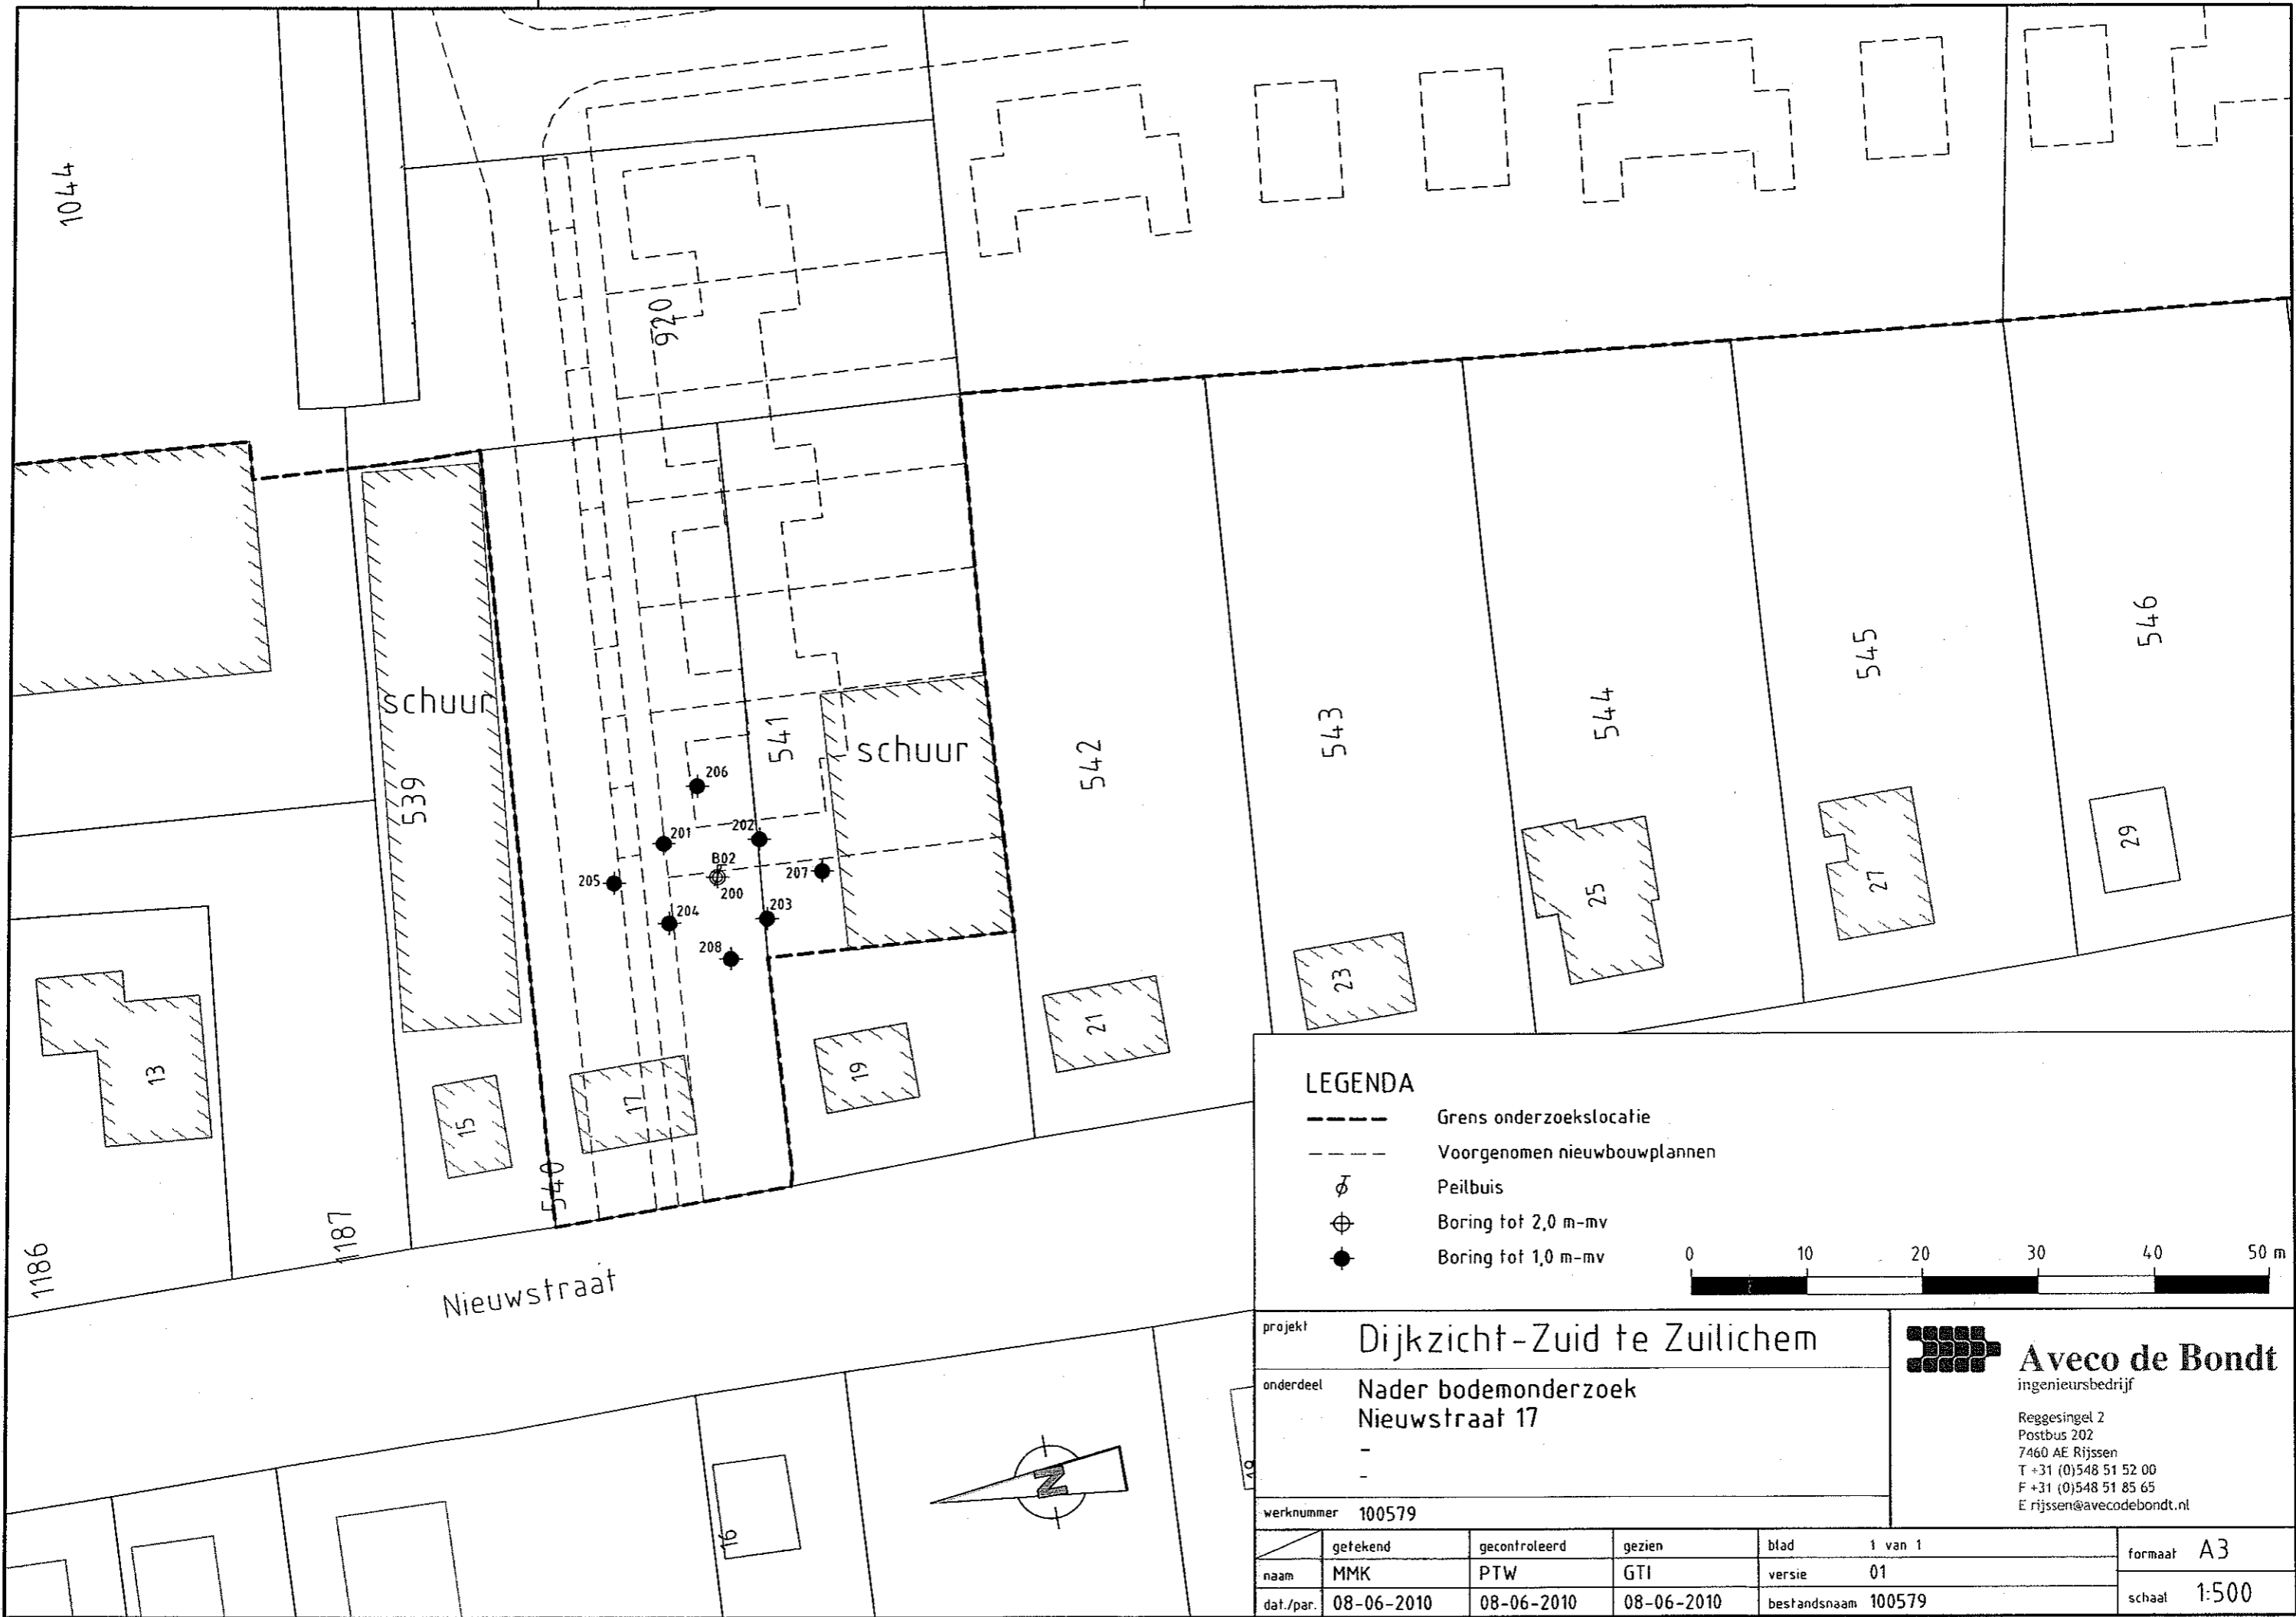 1044
920
schuur
539
541
schuur
542
543
544
545
546
206
201
202
B02
205
207
200
204
203
208
13
15
17
19
21
23
25
27
29
540
1186
1187
Nieuwstraat
16
N
LEGENDA
Grens onderzoekslocatie
Voorgenomen nieuwbouwplannen
Peilbuis
Boring tot 2,0 m-mv
Boring tot 1,0 m-mv
0 10 20 30 40 50 m
projekt Dijkzicht-Zuid te Zuilichem
onderdeel Nader bodemonderzoek
Nieuwstraat 17
-
-
werknummer 100579
Aveco de Bondt
ingenieursbedrijf
Reggesingel 2
Postbus 202
7460 AE Rijssen
T +31 (0)548 51 52 00
F +31 (0)548 51 85 65
E rijssen@avecodebondt.nl
getekend gecontroleerd gezien blad 1 van 1
naam MMK PTW GTI versie 01
dat./par. 08-06-2010 08-06-2010 08-06-2010 bestandsnaam 100579
formaat A3
schaal 1:500